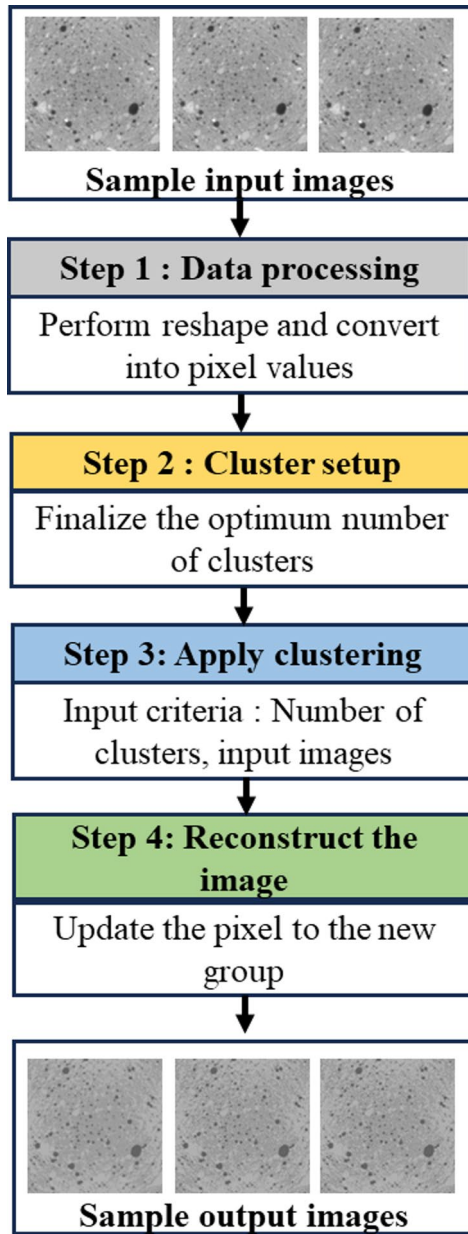 Sample input images
Step 1 : Data processing
Perform reshape and convert
into pixel values
Step 2 : Cluster setup
Finalize the optimum number
of clusters
Step 3: Apply clustering
Input criteria : Number of
clusters, input images
Step 4: Reconstruct the
image
Update the pixel to the new
group
Sample output images